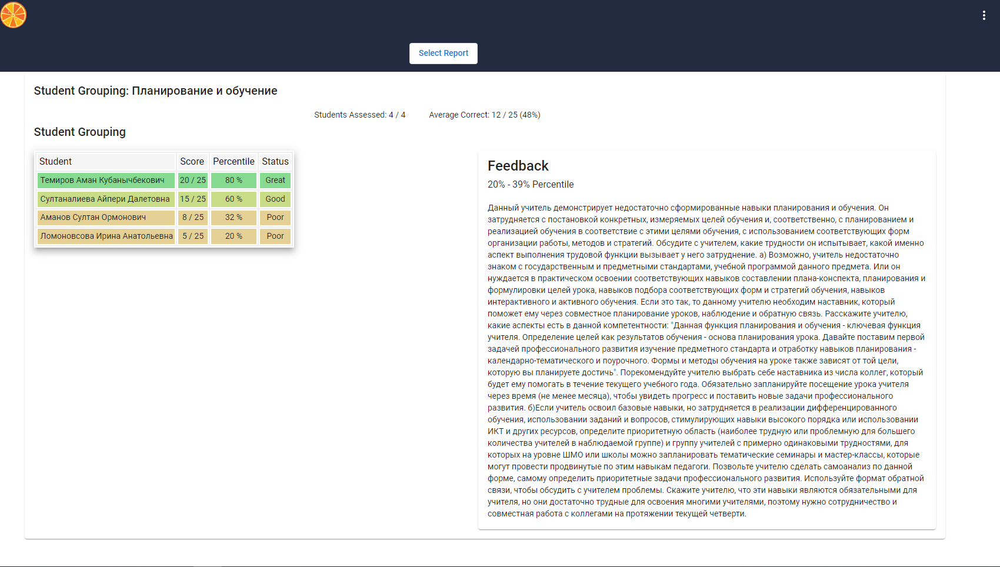 Select Report
Student Grouping: Планирование и обучение
Students Assessed: 4 / 4 Average Correct: 12 / 25 (48%)
Student Grouping
Student Score Percentile Status
Темиров Аман Кубанычбекович 20 / 25 80 % Great
Султаналиева Айпери Далетовна 15 / 25 60 % Good
Аманов Султан Ормонович 8 / 25 32 % Poor
Ломоновсова Ирина Анатольевна 5 / 25 20 % Poor
Feedback
20% - 39% Percentile
Данный учитель демонстрирует недостаточно сформированные навыки планирования и обучения. Он
затрудняется с постановкой конкретных, измеряемых целей обучения и, соответственно, с планированием и
реализацией обучения в соответствие с этими целями обучения, с использованием соответствующих форм
организации работы, методов и стратегий. Обсудите с учителем, какие трудности он испытывает, какой именно
аспект выполнения трудовой функции вызывает у него затруднение. а) Возможно, учитель недостаточно
знаком с государственным и предметными стандартами, учебной программой данного предмета. Или он
нуждается в практическом освоении соответствующих навыков составлении плана-конспекта, планирования и
формулировки целей урока, навыков подбора соответствующих форм и стратегий обучения, навыков
интерактивного и активного обучения. Если это так, то данному учителю необходим наставник, который
поможет ему через совместное планирование уроков, наблюдение и обратную связь. Расскажите учителю,
какие аспекты есть в данной компетентности: "Данная функция планирования и обучения - ключевая функция
учителя. Определение целей как результатов обучения - основа планирования урока. Давайте поставим первой
задачей профессионального развития изучение предметного стандарта и отработку навыков планирования -
календарно-тематического и поурочного. Формы и методы обучения на уроке также зависят от той цели,
которую вы планируете достичь". Порекомендуйте учителю выбрать себе наставника из числа коллег, который
будет ему помогать в течение текущего учебного года. Обязательно запланируйте посещение урока учителя
через время (не менее месяца), чтобы увидеть прогресс и поставить новые задачи профессионального
развития. б)Если учитель освоил базовые навыки, но затрудняется в реализации дифференцированного
обучения, использовании заданий и вопросов, стимулирующих навыки высокого порядка или использовании
ИКТ и других ресурсов, определите приоритетную область (наиболее трудную или проблемную для большего
количества учителей в наблюдаемой группе) и группу учителей с примерно одинаковыми трудностями, для
которых на уровне ШМО или школы можно запланировать тематические семинары и мастер-классы, которые
могут провести продвинутые по этим навыкам педагоги. Позвольте учителю сделать самоанализ по данной
форме, самому определить приоритетные задачи профессионального развития. Используйте формат обратной
связи, чтобы обсудить с учителем проблемы. Скажите учителю, что эти навыки являются обязательными для
учителя, но они достаточно трудные для освоения многими учителями, поэтому нужно сотрудничество и
совместная работа с коллегами на протяжении текущей четверти.